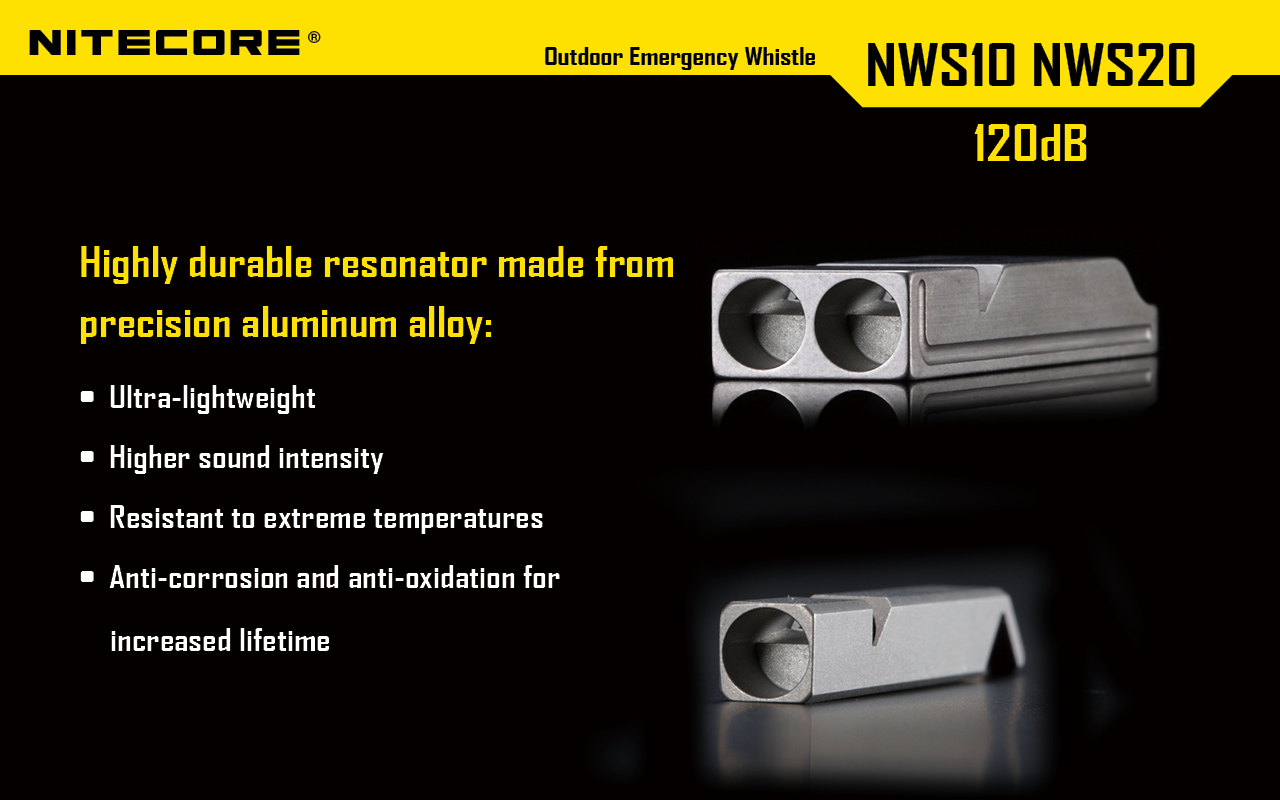 NITECORE®
Outdoor Emergency Whistle
NWS10 NWS20
120dB
Highly durable resonator made from
precision aluminum alloy:
Ultra-lightweight
Higher sound intensity
Resistant to extreme temperatures
Anti-corrosion and anti-oxidation for
increased lifetime